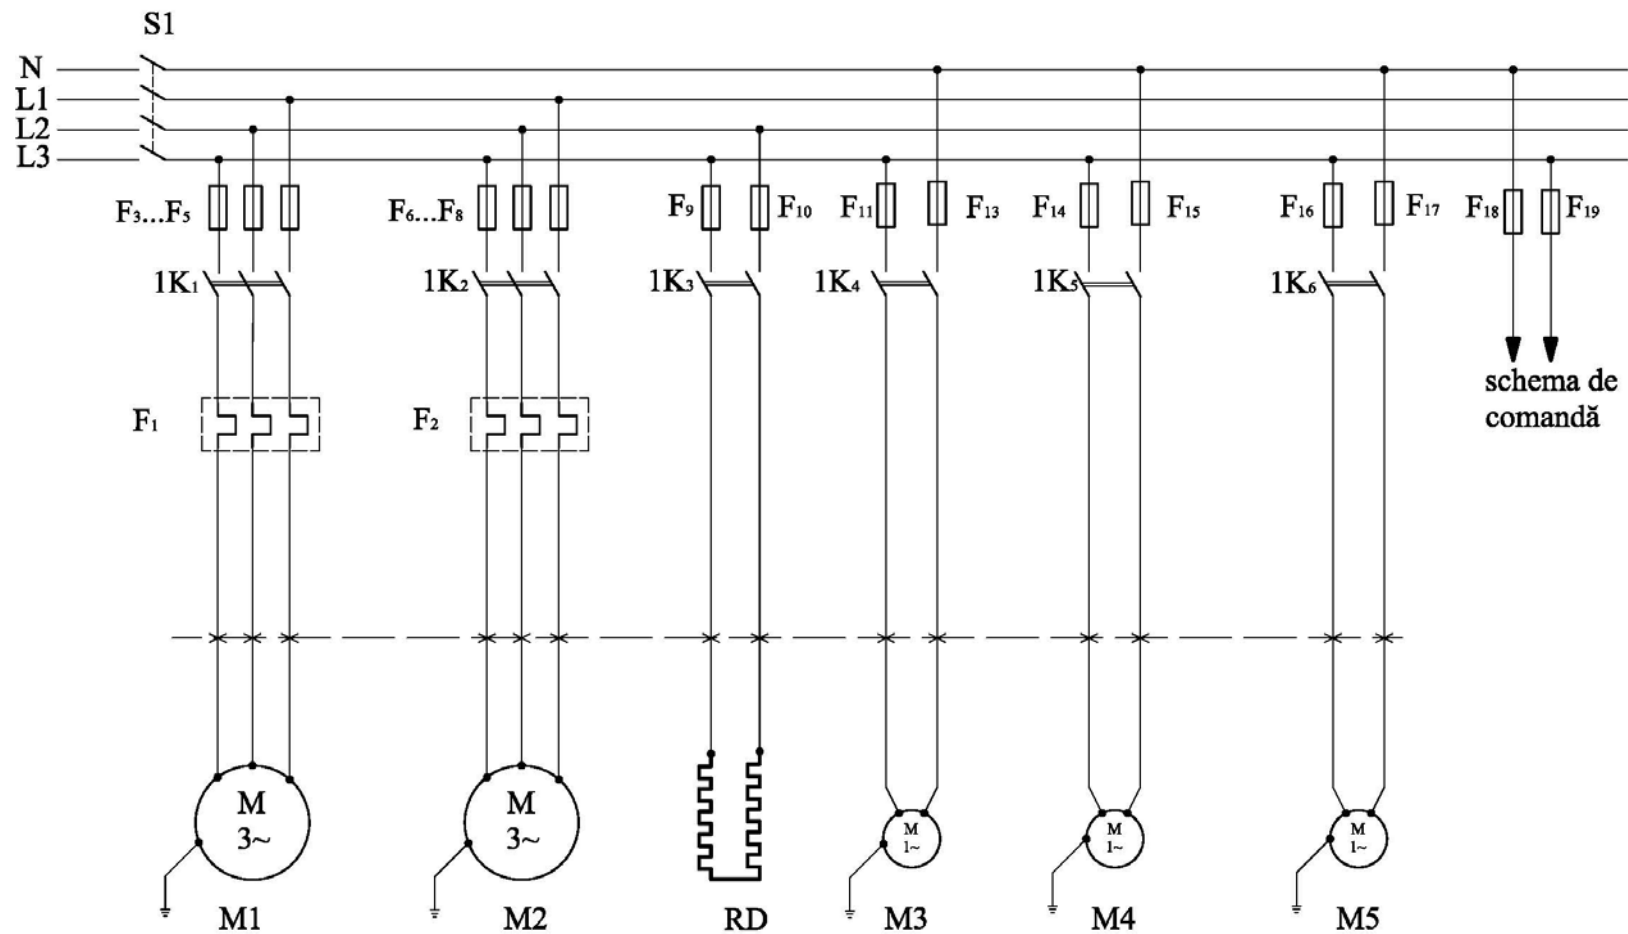 S1
N
L1
L2
L3
F3...F5
F6...F8
F9
F10
F11
F13
F14
F15
F16
F17
F18
F19
1K1
1K2
1K3
1K4
1K5
1K6
schema de
comandă
F1
F2
M
3~
M
3~
M
1~
M
1~
M
1~
M1
M2
RD
M3
M4
M5